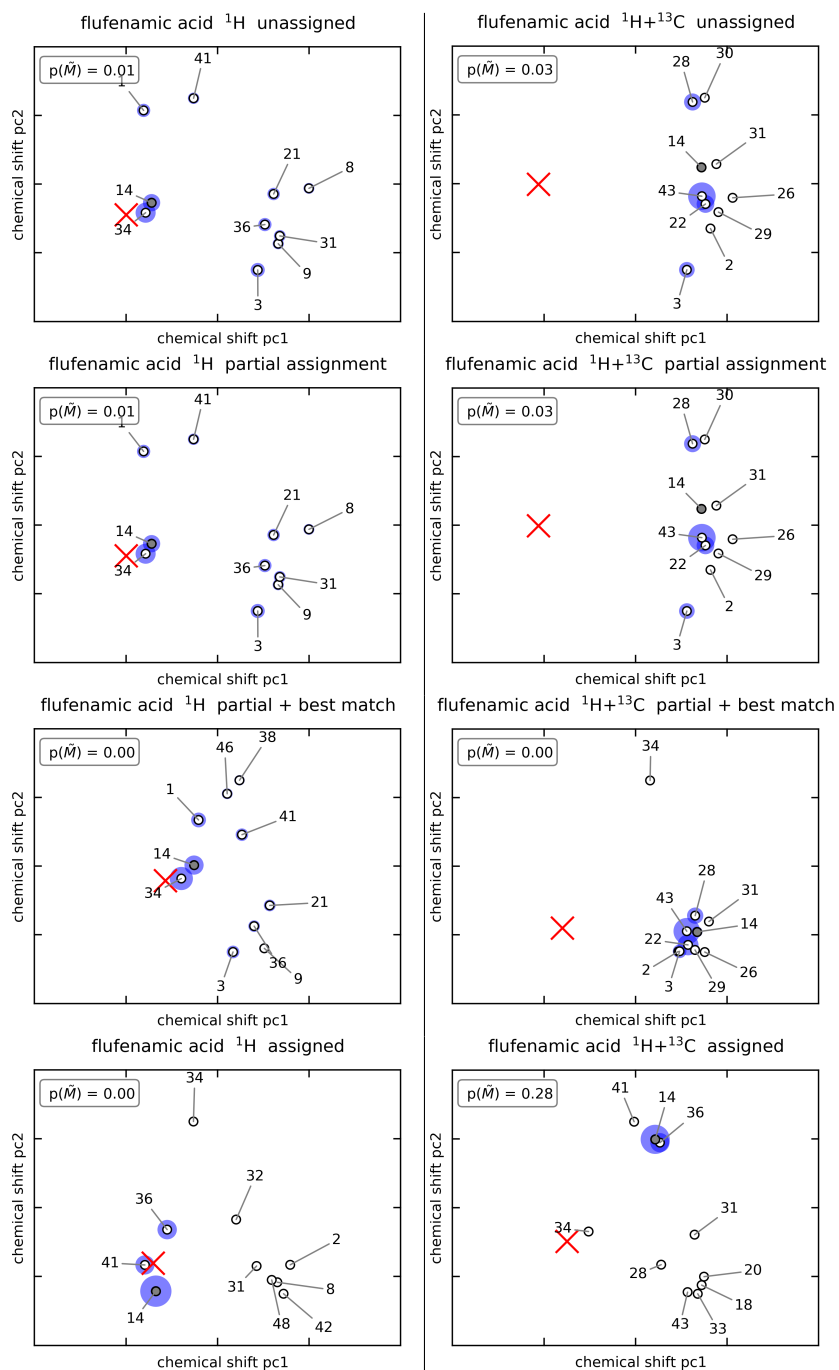 flufenamic acid ¹H unassigned
p(M̃) = 0.01
1
41
14
34
21
8
36
31
9
3
chemical shift pc2
chemical shift pc1
flufenamic acid ¹H+¹³C unassigned
p(M̃) = 0.03
28
30
14
31
43
26
22
29
2
3
chemical shift pc2
chemical shift pc1
flufenamic acid ¹H partial assignment
p(M̃) = 0.01
1
41
14
34
21
8
36
31
9
3
chemical shift pc2
chemical shift pc1
flufenamic acid ¹H+¹³C partial assignment
p(M̃) = 0.03
28
30
14
31
43
26
22
29
2
3
chemical shift pc2
chemical shift pc1
flufenamic acid ¹H partial + best match
p(M̃) = 0.00
46
38
1
41
14
34
21
36
9
3
chemical shift pc2
chemical shift pc1
flufenamic acid ¹H+¹³C partial + best match
p(M̃) = 0.00
34
28
43
31
14
22
2
3
29
26
chemical shift pc2
chemical shift pc1
flufenamic acid ¹H assigned
p(M̃) = 0.00
34
32
36
41
2
31
8
14
48
42
chemical shift pc2
chemical shift pc1
flufenamic acid ¹H+¹³C assigned
p(M̃) = 0.28
41
14
36
34
31
28
20
18
43
33
chemical shift pc2
chemical shift pc1